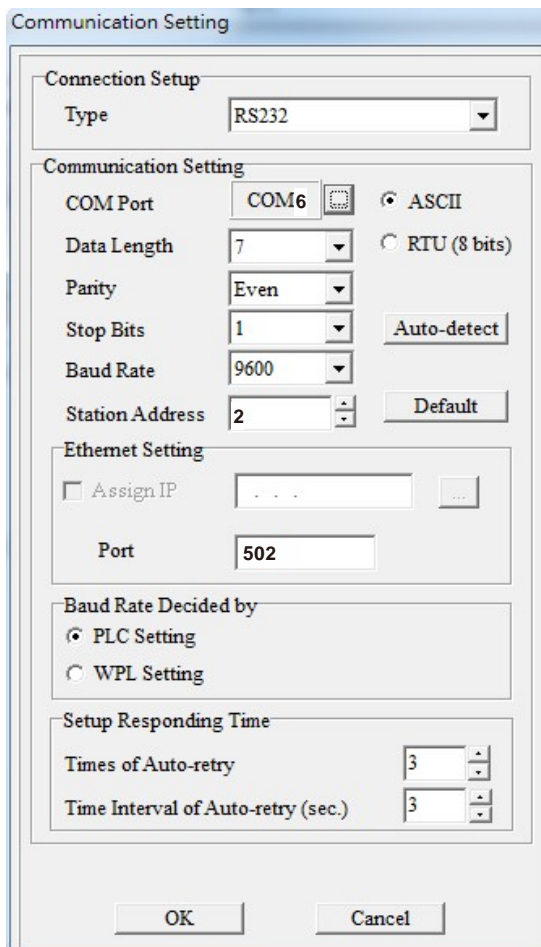 Communication Setting
Connection Setup
Type RS232
Communication Setting
COM Port COM6 ASCII
Data Length 7 RTU (8 bits)
Parity Even
Stop Bits 1 Auto-detect
Baud Rate 9600
Station Address 2 Default
Ethernet Setting
Assign IP . . . ...
Port 502
Baud Rate Decided by
PLC Setting
WPL Setting
Setup Responding Time
Times of Auto-retry 3
Time Interval of Auto-retry (sec.) 3
OK Cancel